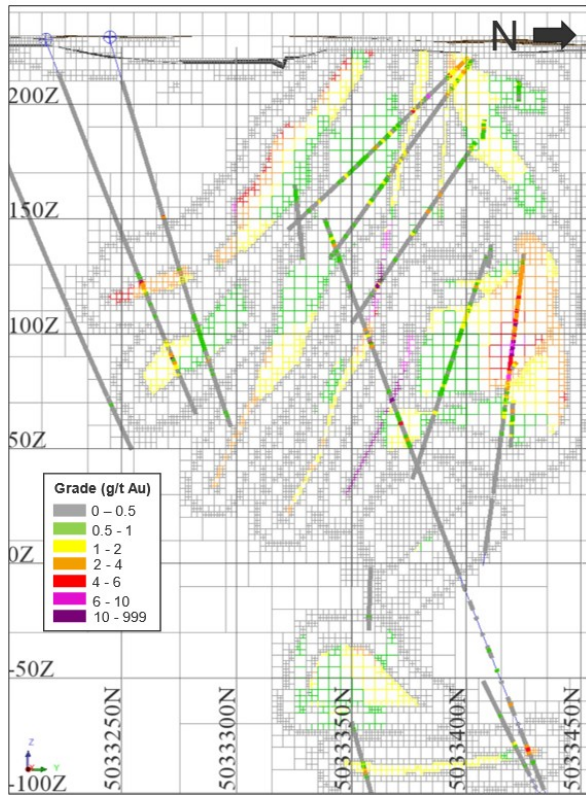 N
200Z
150Z
100Z
50Z
Grade (g/t Au)
0 – 0.5
0.5 - 1
1 - 2
2 - 4
4 - 6
6 - 10
10 - 999
0Z
-50Z
-100Z
5033250N
5033300N
5033350N
5033400N
5033450N
Z
Y